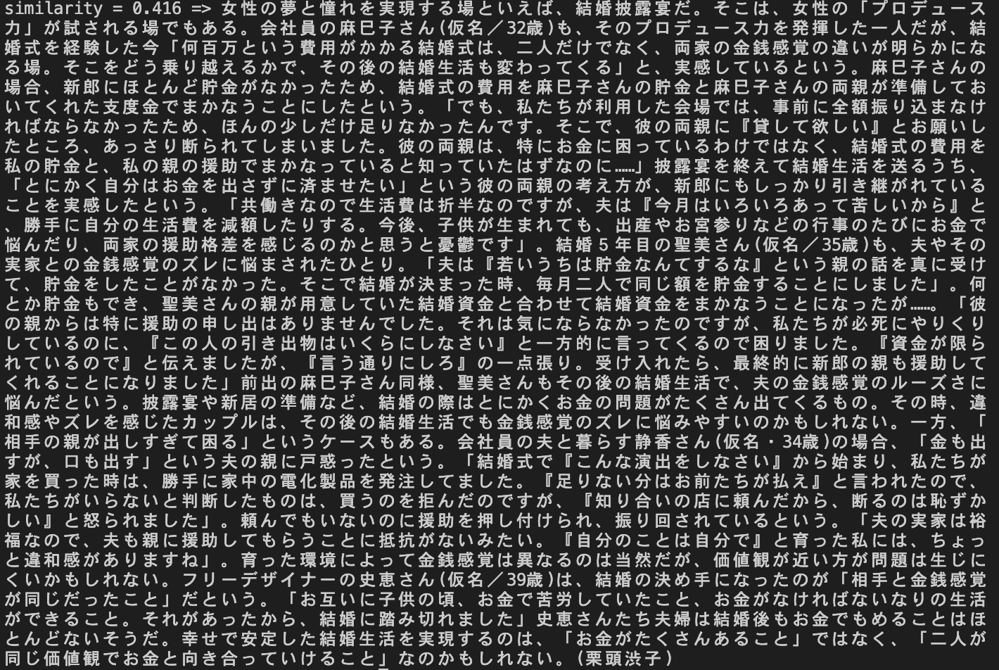 similarity = 0.416 => 女性の夢と憧れを実現する場といえば、結婚披露宴だ。そこは、女性の「プロデュース
力」が試される場でもある。会社員の麻巳子さん(仮名／32歳)も、そのプロデュース力を発揮した一人だが、結
婚式を経験した今「何百万という費用がかかる結婚式は、二人だけでなく、両家の金銭感覚の違いが明らかにな
る場。そこをどう乗り越えるかで、その後の結婚生活も変わってくる」と、実感しているという。麻巳子さんの
場合、新郎にほとんど貯金がなかったため、結婚式の費用を麻巳子さんの貯金と麻巳子さんの両親が準備してお
いてくれた支度金でまかなうことにしたという。「でも、私たちが利用した会場では、事前に全額振り込まなけ
ればならなかったため、ほんの少しだけ足りなかったんです。そこで、彼の両親に『貸して欲しい』とお願いし
たところ、あっさり断られてしまいました。彼の両親は、特にお金に困っているわけではなく、結婚式の費用を
私の貯金と、私の親の援助でまかなっていると知っていたはずなのに……」披露宴を終えて結婚生活を送るうち、
「とにかく自分はお金を出さずに済ませたい」という彼の両親の考え方が、新郎にもしっかり引き継がれている
ことを実感したという。「共働きなので生活費は折半なのですが、夫は『今月はいろいろあって苦しいから』と
、勝手に自分の生活費を減額したりする。今後、子供が生まれても、出産やお宮参りなどの行事のたびにお金で
悩んだり、両家の援助格差を感じるのかと思うと憂鬱です」。結婚５年目の聖美さん(仮名／35歳)も、夫やその
実家との金銭感覚のズレに悩まされたひとり。「夫は『若いうちは貯金なんてするな』という親の話を真に受け
て、貯金をしたことがなかった。そこで結婚が決まった時、毎月二人で同じ額を貯金することにしました」。何
とか貯金もでき、聖美さんの親が用意していた結婚資金と合わせて結婚資金をまかなうことになったが……。「彼
の親からは特に援助の申し出はありませんでした。それは気にならなかったのですが、私たちが必死にやりくり
しているのに、『この人の引き出物はいくらにしなさい』と一方的に言ってくるので困りました。『資金が限ら
れているので』と伝えましたが、『言う通りにしろ』の一点張り。受け入れたら、最終的に新郎の親も援助して
くれることになりました」前出の麻巳子さん同様、聖美さんもその後の結婚生活で、夫の金銭感覚のルーズさに
悩んだという。披露宴や新居の準備など、結婚の際はとにかくお金の問題がたくさん出てくるもの。その時、違
和感やズレを感じたカップルは、その後の結婚生活でも金銭感覚のズレに悩みやすいのかもしれない。一方、「
相手の親が出しすぎて困る」というケースもある。会社員の夫と暮らす静香さん(仮名・34歳)の場合、「金も出
すが、口も出す」という夫の親に戸惑ったという。「結婚式で『こんな演出をしなさい』から始まり、私たちが
家を買った時は、勝手に家中の電化製品を発注してました。『足りない分はお前たちが払え』と言われたので、
私たちがいらないと判断したものは、買うのを拒んだのですが、『知り合いの店に頼んだから、断るのは恥ずか
しい』と怒られました」。頼んでもいないのに援助を押し付けられ、振り回されているという。「夫の実家は裕
福なので、夫も親に援助してもらうことに抵抗がないみたい。『自分のことは自分で』と育った私には、ちょっ
と違和感がありますね」。育った環境によって金銭感覚は異なるのは当然だが、価値観が近い方が問題は生じに
くいかもしれない。フリーデザイナーの史恵さん(仮名／39歳)は、結婚の決め手になったのが「相手と金銭感覚
が同じだったこと」だという。「お互いに子供の頃、お金で苦労していたこと、お金がなければないなりの生活
ができること。それがあったから、結婚に踏み切れました」史恵さんたち夫婦は結婚後もお金でもめることはほ
とんどないそうだ。幸せで安定した結婚生活を実現するのは、「お金がたくさんあること」ではなく、「二人が
同じ価値観でお金と向き合っていけること」なのかもしれない。(栗頭渋子)